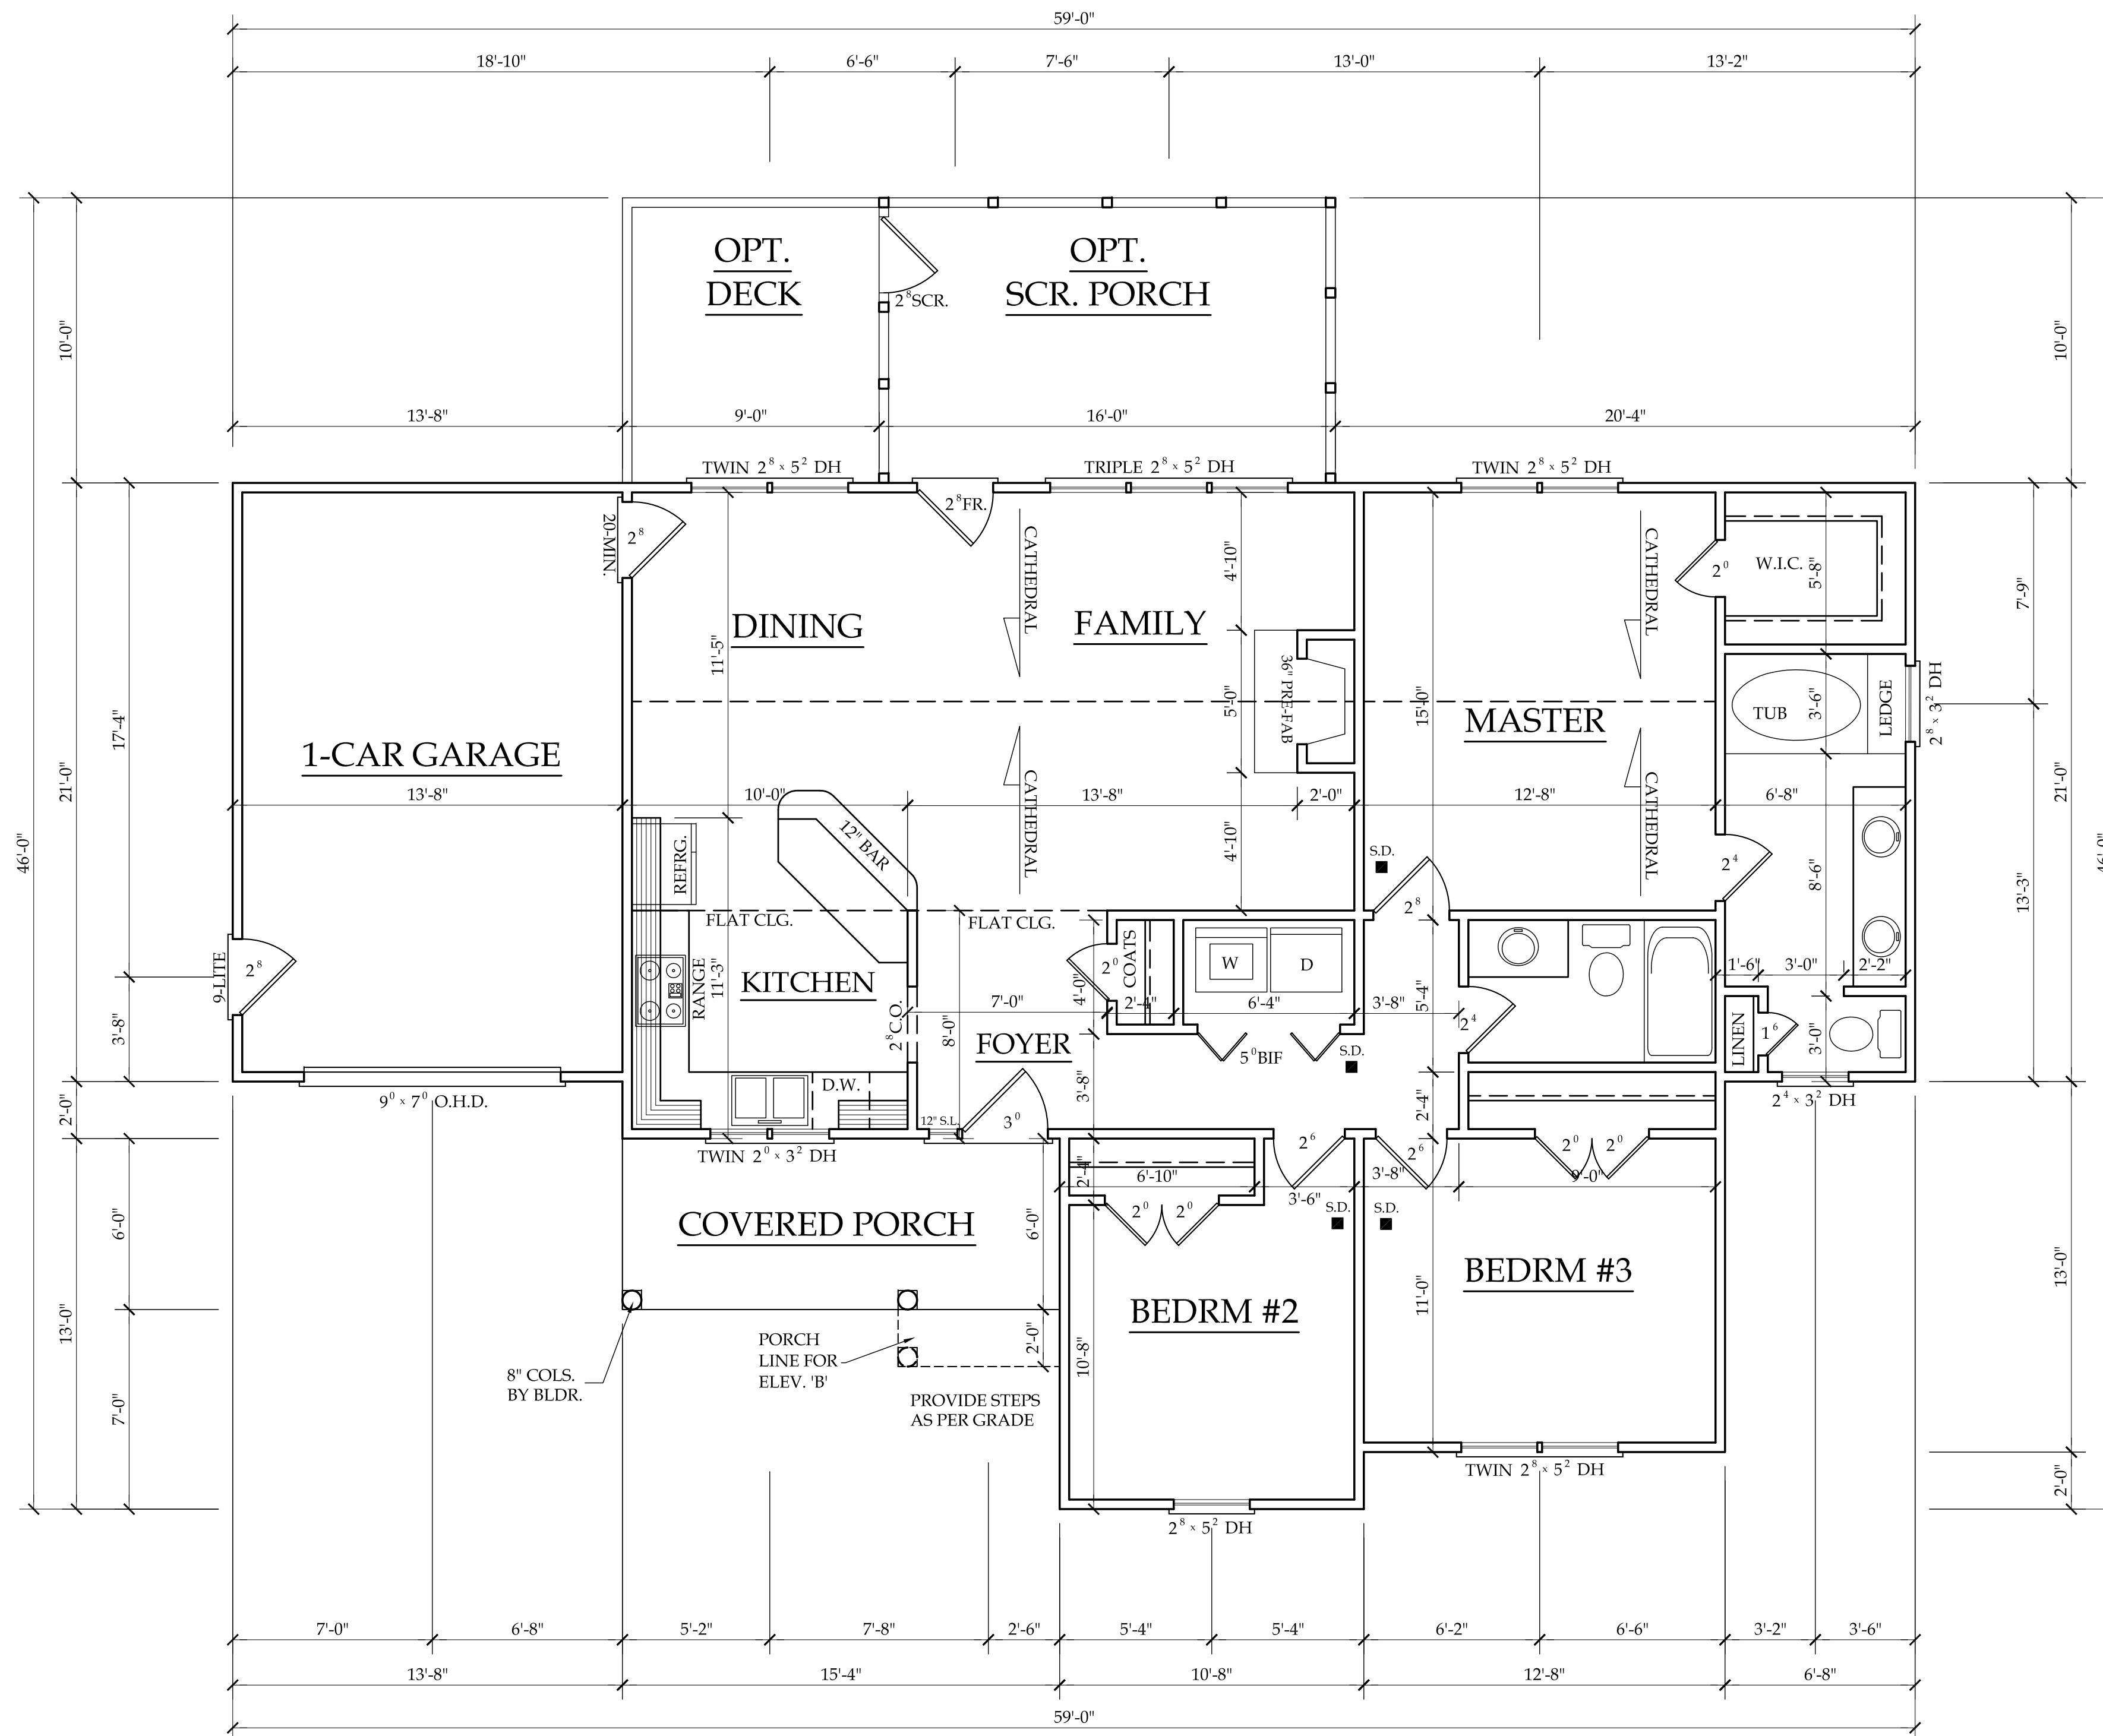 59'-0"
18'-10" 6'-6" 7'-6" 13'-0" 13'-2"
OPT.
DECK
OPT.
SCR. PORCH
2⁸SCR.
10'-0"
10'-0"
13'-8" 9'-0" 16'-0" 20'-4"
TWIN 2⁸ x 5² DH
TRIPLE 2⁸ x 5² DH
TWIN 2⁸ x 5² DH
20-MIN.
2⁸
2⁸FR.
CATHEDRAL
4'-10"
CATHEDRAL
2⁰
W.I.C.
5'-8"
7'-9"
DINING
FAMILY
11'-5"
5'-0"
36" PRE-FAB
15'-0"
MASTER
TUB
3'-6"
LEDGE
2⁸ x 3² DH
17'-4"
21'-0"
46'-0"
1-CAR GARAGE
21'-0"
13'-3"
13'-8" 10'-0" 13'-8" 2'-0" 12'-8" 6'-8"
12" BAR
CATHEDRAL
4'-10"
CATHEDRAL
REFRG.
S.D.
2⁸
2⁴
8'-6"
46'-0"
FLAT CLG.
FLAT CLG.
9-LITE
2⁸
RANGE
11'-3"
KITCHEN
2⁸C.O.
8'-0"
7'-0"
2⁰
COATS
4'-0"
2'-4"
W
D
6'-4"
3'-8"
5'-4"
2⁴
1'-6" 3'-0" 2'-2"
3'-8"
FOYER
5⁰BIF
S.D.
LINEN
1⁶
3'-0"
D.W.
9⁰ x 7⁰ O.H.D.
2'-0"
12" S.L.
3⁰
3'-8"
2'-4"
2⁴ x 3² DH
TWIN 2⁰ x 3² DH
2⁶
2⁶
2⁰ 2⁰
2'-4"
6'-10"
3'-6"
3'-8"
9'-0"
2⁰ 2⁰
S.D.
S.D.
6'-0"
COVERED PORCH
6'-0"
13'-0"
13'-0"
BEDRM #2
BEDRM #3
11'-0"
10'-8"
2'-0"
7'-0"
8" COLS.
BY BLDR.
PORCH
LINE FOR
ELEV. 'B'
PROVIDE STEPS
AS PER GRADE
TWIN 2⁸ x 5² DH
2'-0"
2⁸ x 5² DH
7'-0" 6'-8" 5'-2" 7'-8" 2'-6" 5'-4" 5'-4" 6'-2" 6'-6" 3'-2" 3'-6"
13'-8" 15'-4" 10'-8" 12'-8" 6'-8"
59'-0"